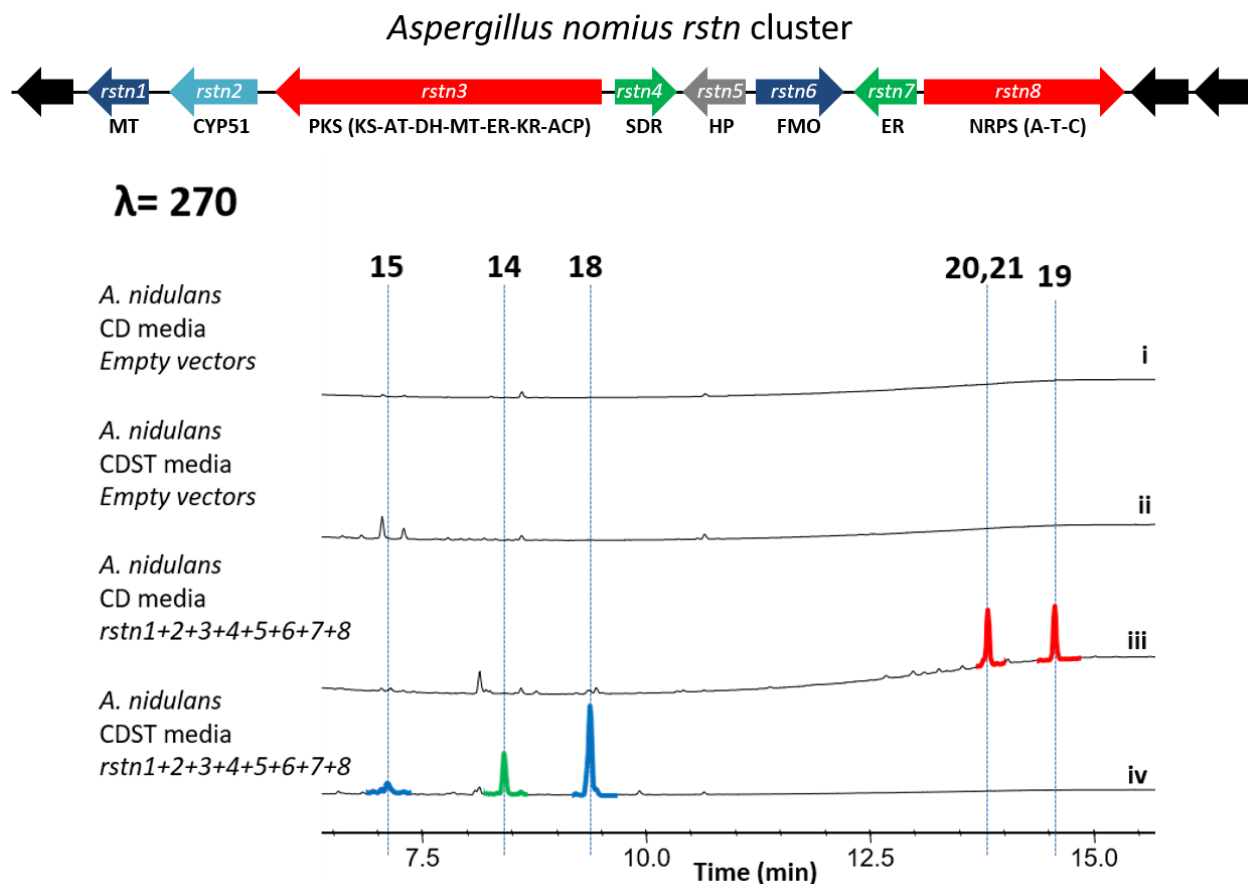 Aspergillus nomius rstn cluster
rstn1 rstn2 rstn3 rstn4 rstn5 rstn6 rstn7 rstn8
MT CYP51 PKS (KS-AT-DH-MT-ER-KR-ACP) SDR HP FMO ER NRPS (A-T-C)
λ= 270
15 14 18 20,21 19
A. nidulans
CD media
Empty vectors
i
A. nidulans
CDST media
Empty vectors
ii
A. nidulans
CD media
rstn1+2+3+4+5+6+7+8
iii
A. nidulans
CDST media
rstn1+2+3+4+5+6+7+8
iv
7.5 10.0 12.5 15.0
Time (min)